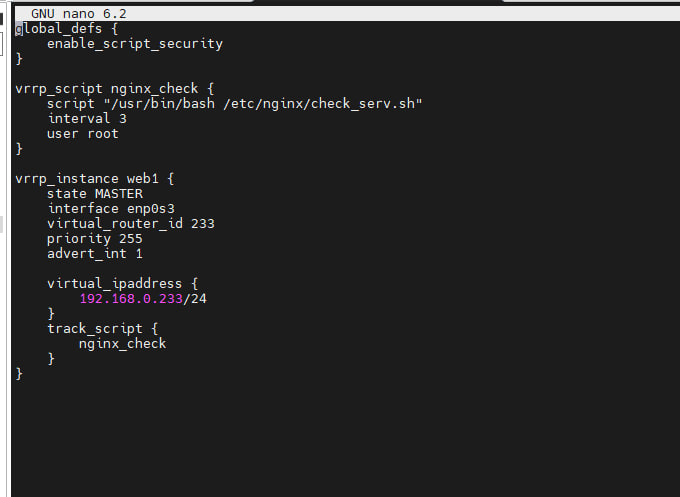 GNU nano 6.2
global_defs {
    enable_script_security
}

vrrp_script nginx_check {
    script "/usr/bin/bash /etc/nginx/check_serv.sh"
    interval 3
    user root
}

vrrp_instance web1 {
    state MASTER
    interface enp0s3
    virtual_router_id 233
    priority 255
    advert_int 1

    virtual_ipaddress {
        192.168.0.233/24
    }
    track_script {
        nginx_check
    }
}